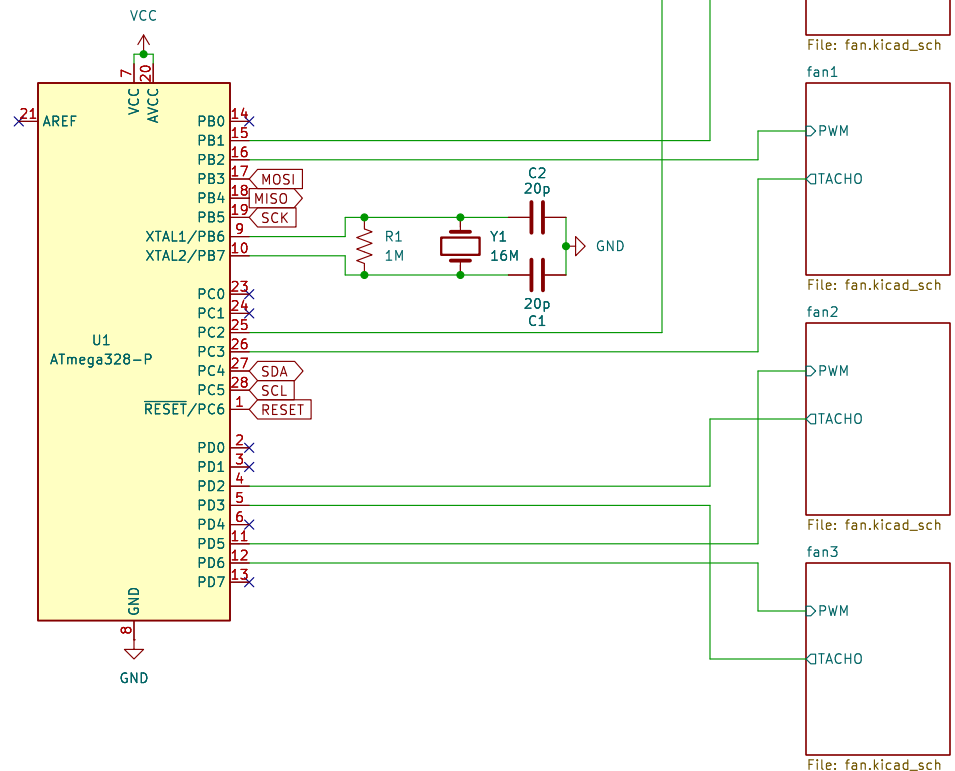 VCC
File: fan.kicad_sch
fan1
7
20
VCC
AVCC
21
AREF
14
PB0
15
PB1
16
PB2
17
PB3
MOSI
18
PB4
MISO
19
PB5
SCK
9
XTAL1/PB6
10
XTAL2/PB7
23
PC0
24
PC1
25
PC2
26
PC3
27
PC4
SDA
28
PC5
SCL
1
RESET/PC6
RESET
2
PD0
3
PD1
4
PD2
5
PD3
6
PD4
11
PD5
12
PD6
13
PD7
U1
ATmega328-P
GND
8
GND
R1
1M
Y1
16M
C2
20p
GND
20p
C1
PWM
TACHO
File: fan.kicad_sch
fan2
PWM
TACHO
File: fan.kicad_sch
fan3
PWM
TACHO
File: fan.kicad_sch